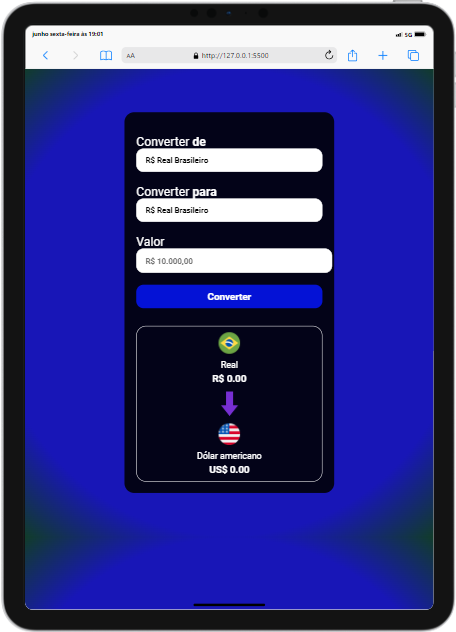 junho sexta-feira às 19:01
5G
AA
http://127.0.0.1:5500
Converter de
R$ Real Brasileiro
Converter para
R$ Real Brasileiro
Valor
R$ 10.000,00
Converter
Real
R$ 0.00
Dólar americano
US$ 0.00